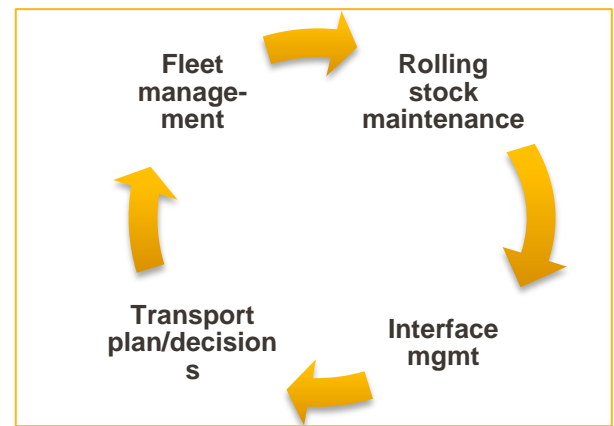 Fleet
manage-
ment
Rolling
stock
maintenance
Interface
mgmt
Transport
plan/decision
s